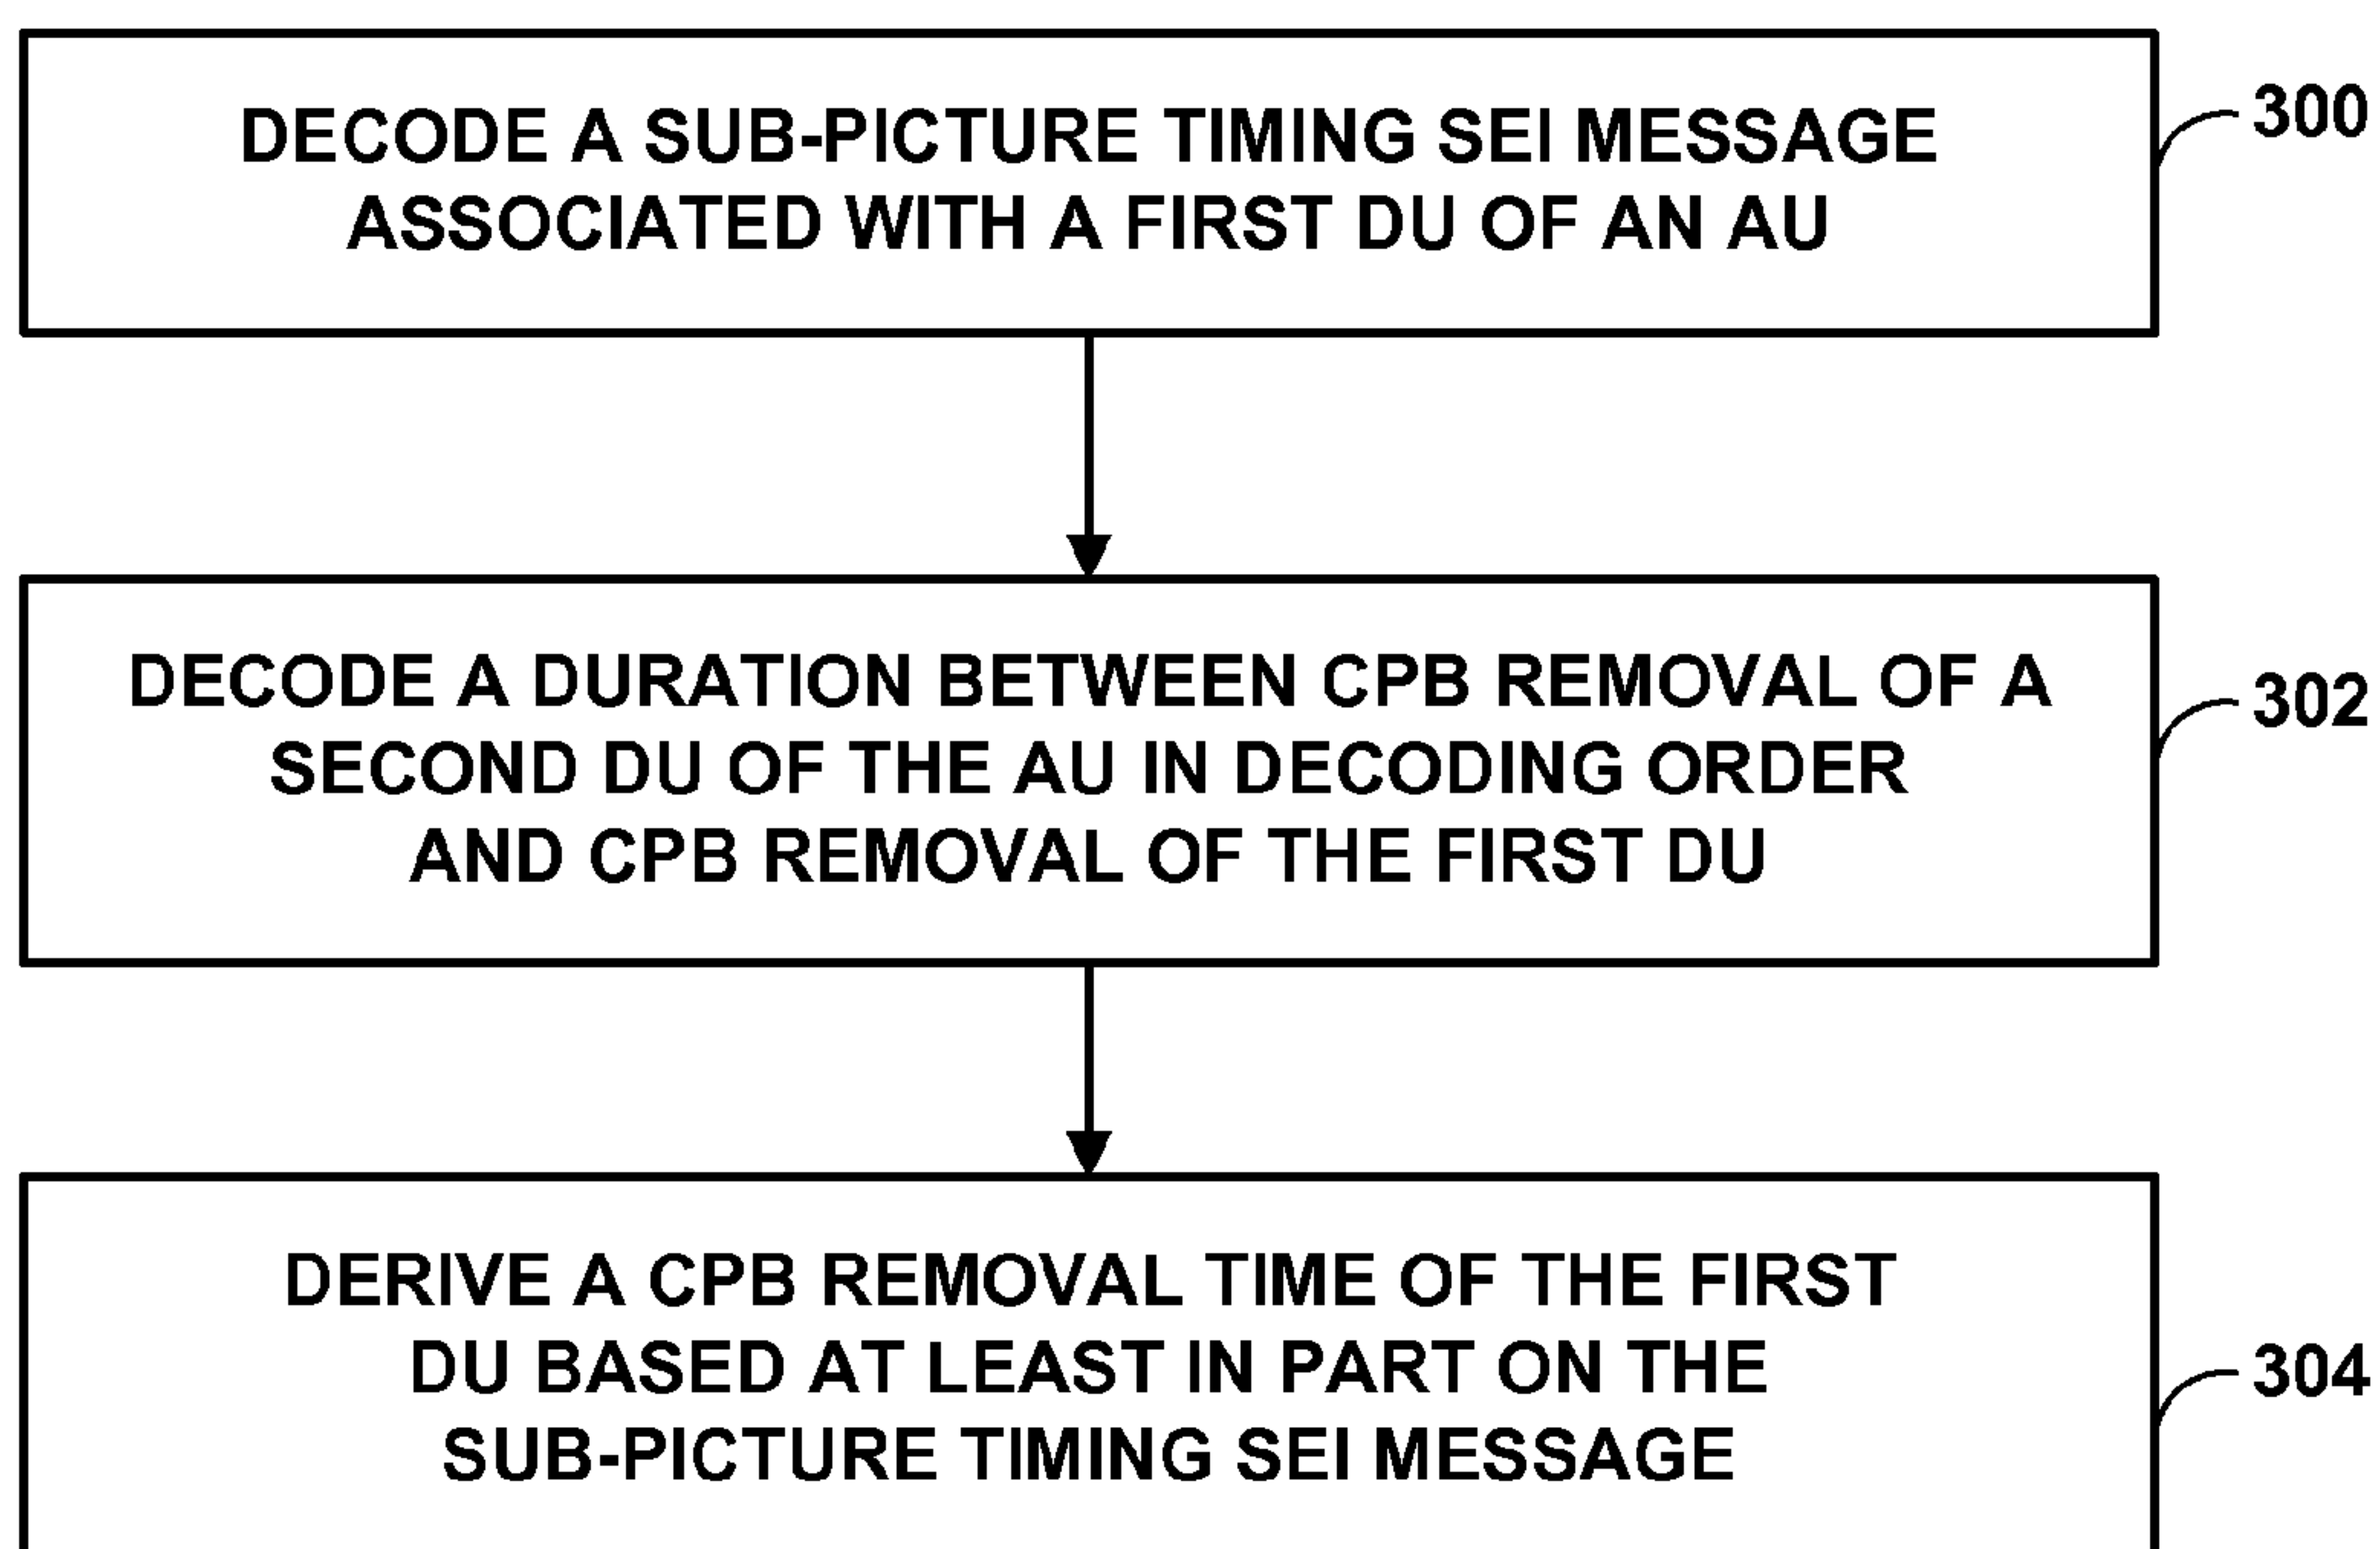 DECODE A SUB-PICTURE TIMING SEI MESSAGE
ASSOCIATED WITH A FIRST DU OF AN AU
300
DECODE A DURATION BETWEEN CPB REMOVAL OF A
SECOND DU OF THE AU IN DECODING ORDER
AND CPB REMOVAL OF THE FIRST DU
302
DERIVE A CPB REMOVAL TIME OF THE FIRST
DU BASED AT LEAST IN PART ON THE
SUB-PICTURE TIMING SEI MESSAGE
304